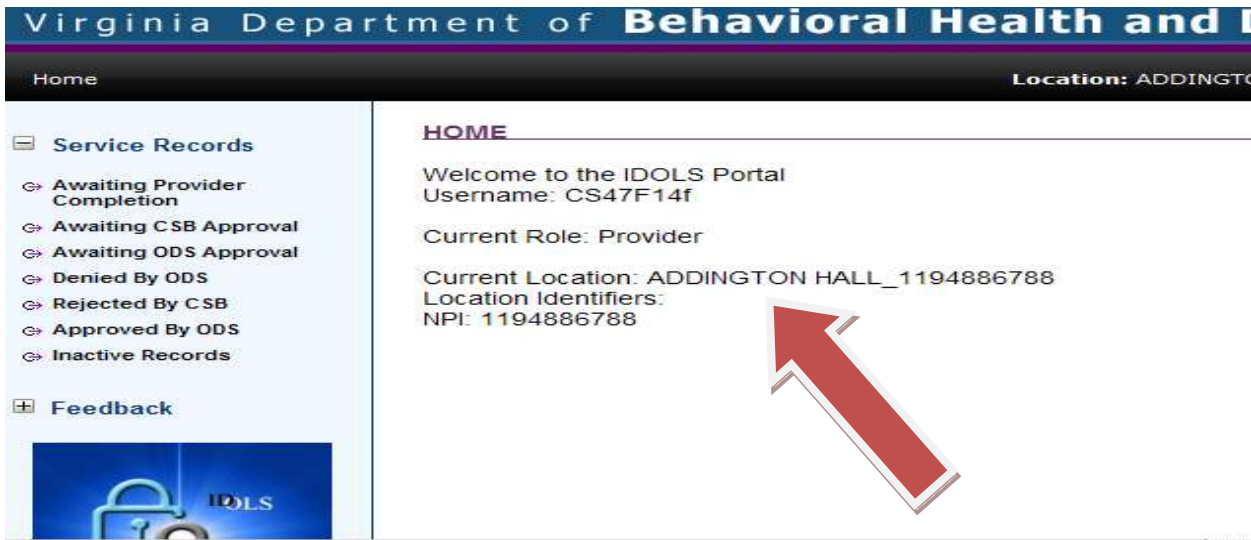 Virginia Department of Behavioral Health and
Home
Location: ADDINGTO
Service Records
Awaiting Provider
Completion
Awaiting CSB Approval
Awaiting ODS Approval
Denied By ODS
Rejected By CSB
Approved By ODS
Inactive Records
Feedback
IDOLS
HOME
Welcome to the IDOLS Portal
Username: CS47F14f
Current Role: Provider
Current Location: ADDINGTON HALL_1194886788
Location Identifiers:
NPI: 1194886788